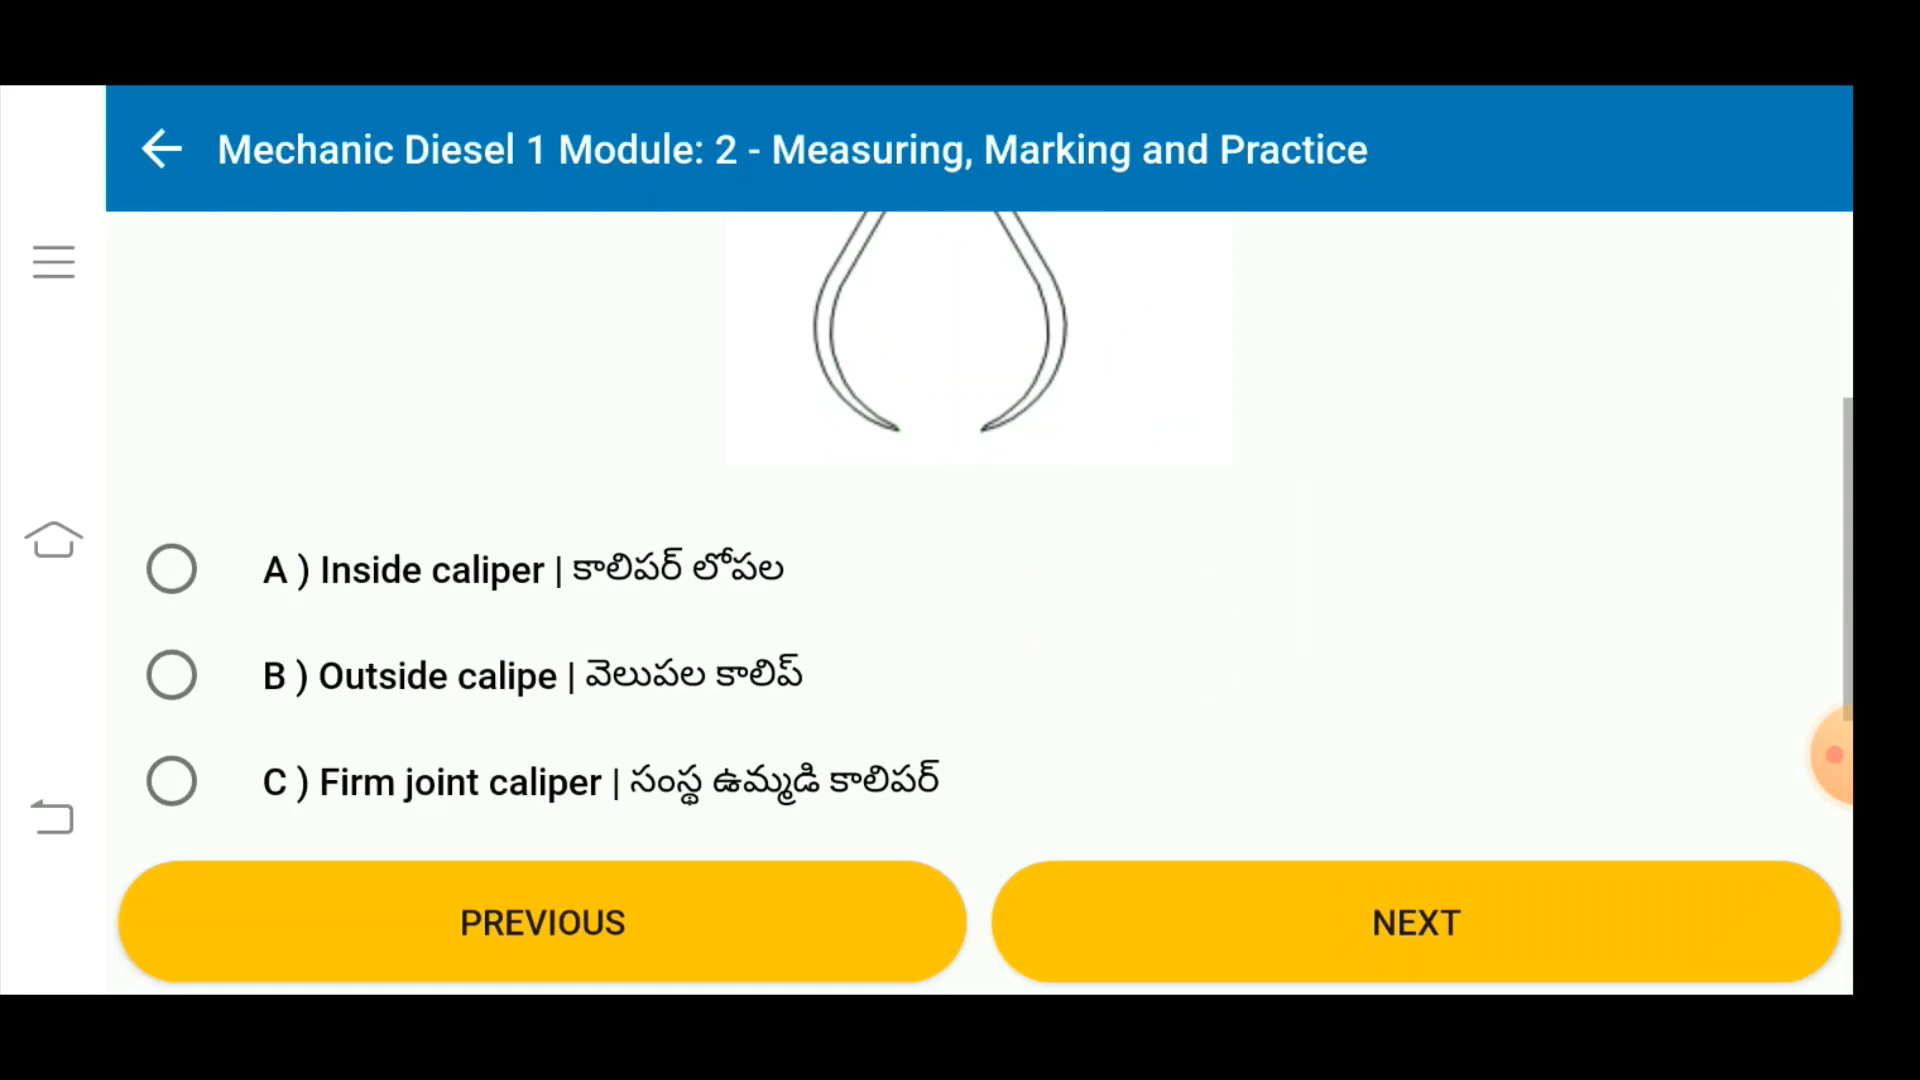 Mechanic Diesel 1 Module: 2 - Measuring, Marking and Practice
A ) Inside caliper | కాలిపర్ లోపల
B ) Outside calipe | వెలుపల కాలిప్
C ) Firm joint caliper | సంస్థ ఉమ్మడి కాలిపర్
PREVIOUS
NEXT